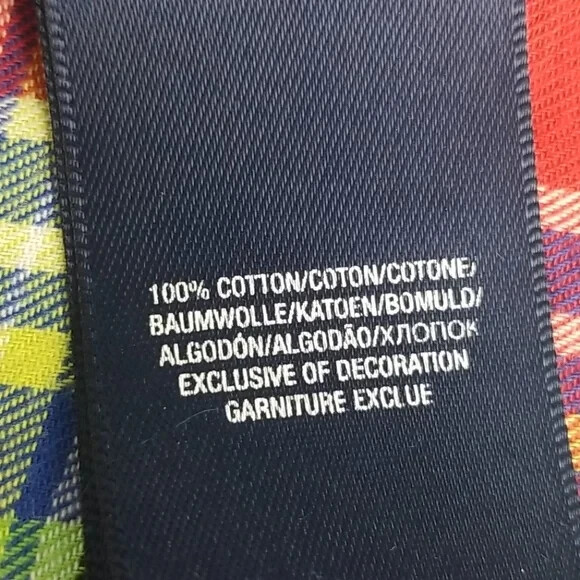 100% COTTON/COTON/COTONE/
BAUMWOLLE/KATOEN/BOMULD/
ALGODÓN/ALGODÃO/ХЛОПОК
EXCLUSIVE OF DECORATION
GARNITURE EXCLUE